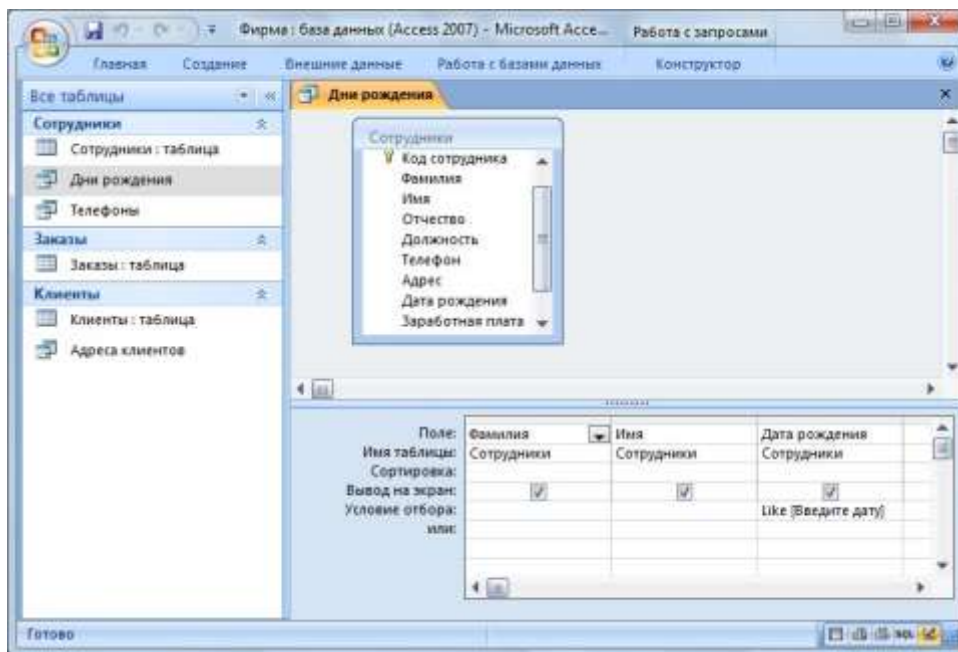 Фирма : база данных (Access 2007) - Microsoft Acce... Работа с запросами
Главная Создание Внешние данные Работа с базами данных Конструктор
Все таблицы
Сотрудники
Сотрудники : таблица
Дни рождения
Телефоны
Заказы
Заказы : таблица
Клиенты
Клиенты : таблица
Адреса клиентов
Дни рождения
Сотрудники
Код сотрудника
Фамилия
Имя
Отчество
Должность
Телефон
Адрес
Дата рождения
Заработная плата
Поле: Фамилия Имя Дата рождения
Имя таблицы: Сотрудники Сотрудники Сотрудники
Сортировка:
Вывод на экран:
Условие отбора: Like [Введите дату]
или:
Готово SQL